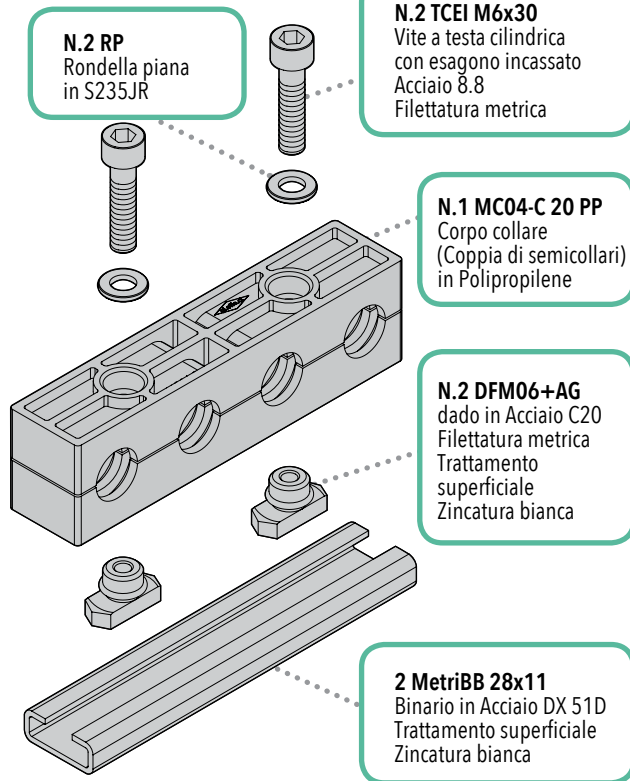 N.2 RP
Rondella piana
in S235JR
N.2 TCEI M6x30
Vite a testa cilindrica
con esagono incassato
Acciaio 8.8
Filettatura metrica
N.1 MC04-C 20 PP
Corpo collare
(Coppia di semicollari)
in Polipropilene
N.2 DFM06+AG
dado in Acciaio C20
Filettatura metrica
Trattamento
superficiale
Zincatura bianca
2 MetriBB 28x11
Binario in Acciaio DX 51D
Trattamento superficiale
Zincatura bianca